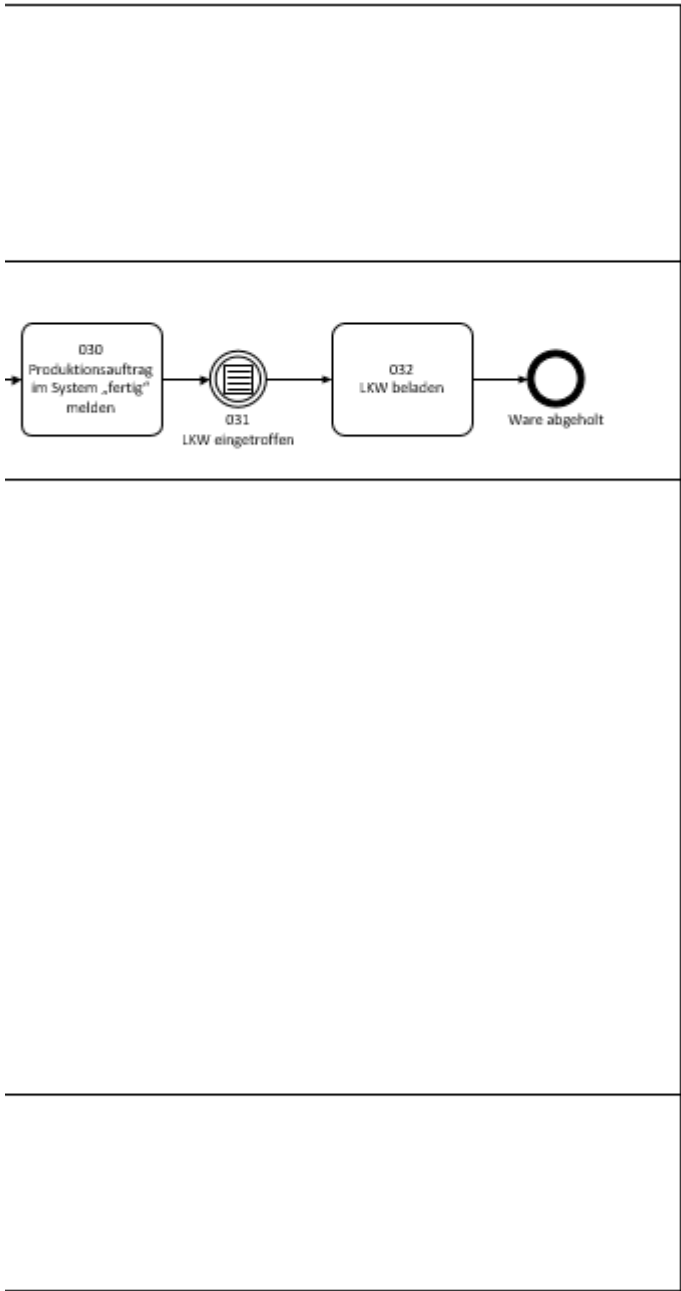 030
Produktionsauftrag
im System „fertig“
melden
031
LKW eingetroffen
032
LKW beladen
Ware abgeholt